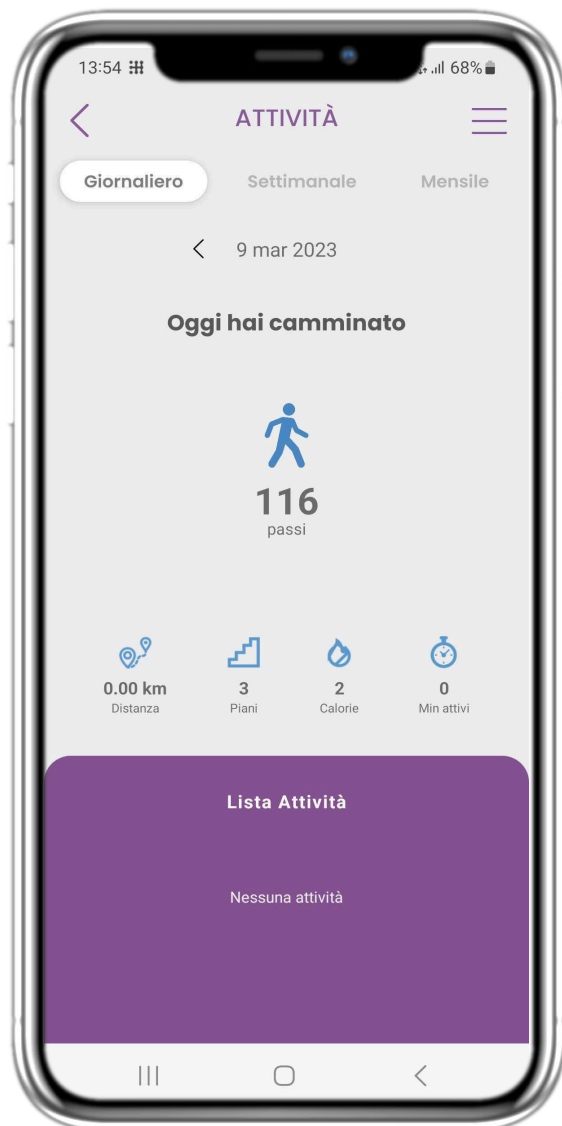 13:54
68%
ATTIVITÀ
Giornaliero Settimanale Mensile
9 mar 2023
Oggi hai camminato
116
passi
0.00 km 3 2 0
Distanza Piani Calorie Min attivi
Lista Attività
Nessuna attività